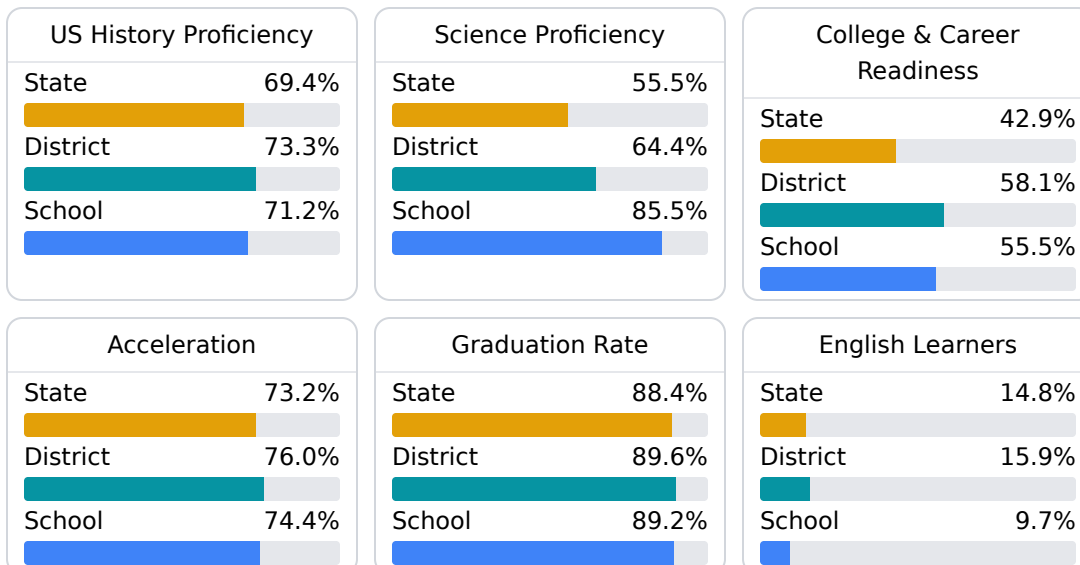 US History Proficiency
State 69.4%
District 73.3%
School 71.2%
Science Proficiency
State 55.5%
District 64.4%
School 85.5%
College & Career
Readiness
State 42.9%
District 58.1%
School 55.5%
Acceleration
State 73.2%
District 76.0%
School 74.4%
Graduation Rate
State 88.4%
District 89.6%
School 89.2%
English Learners
State 14.8%
District 15.9%
School 9.7%